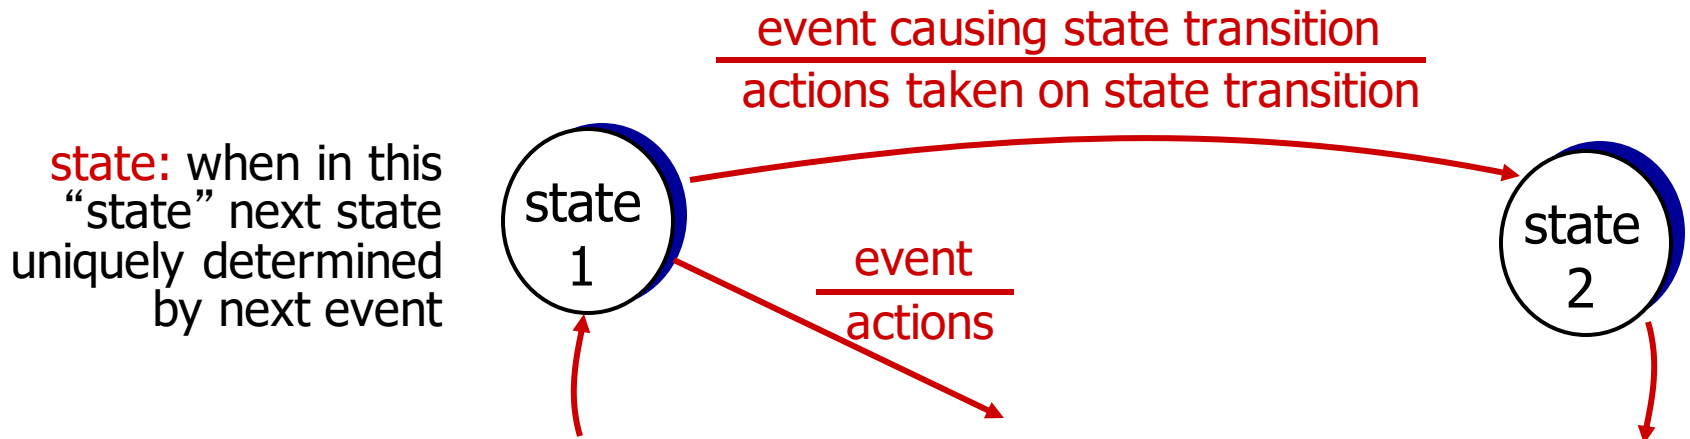 event causing state transition
actions taken on state transition
state: when in this
“state” next state
uniquely determined
by next event
state
1
event
actions
state
2